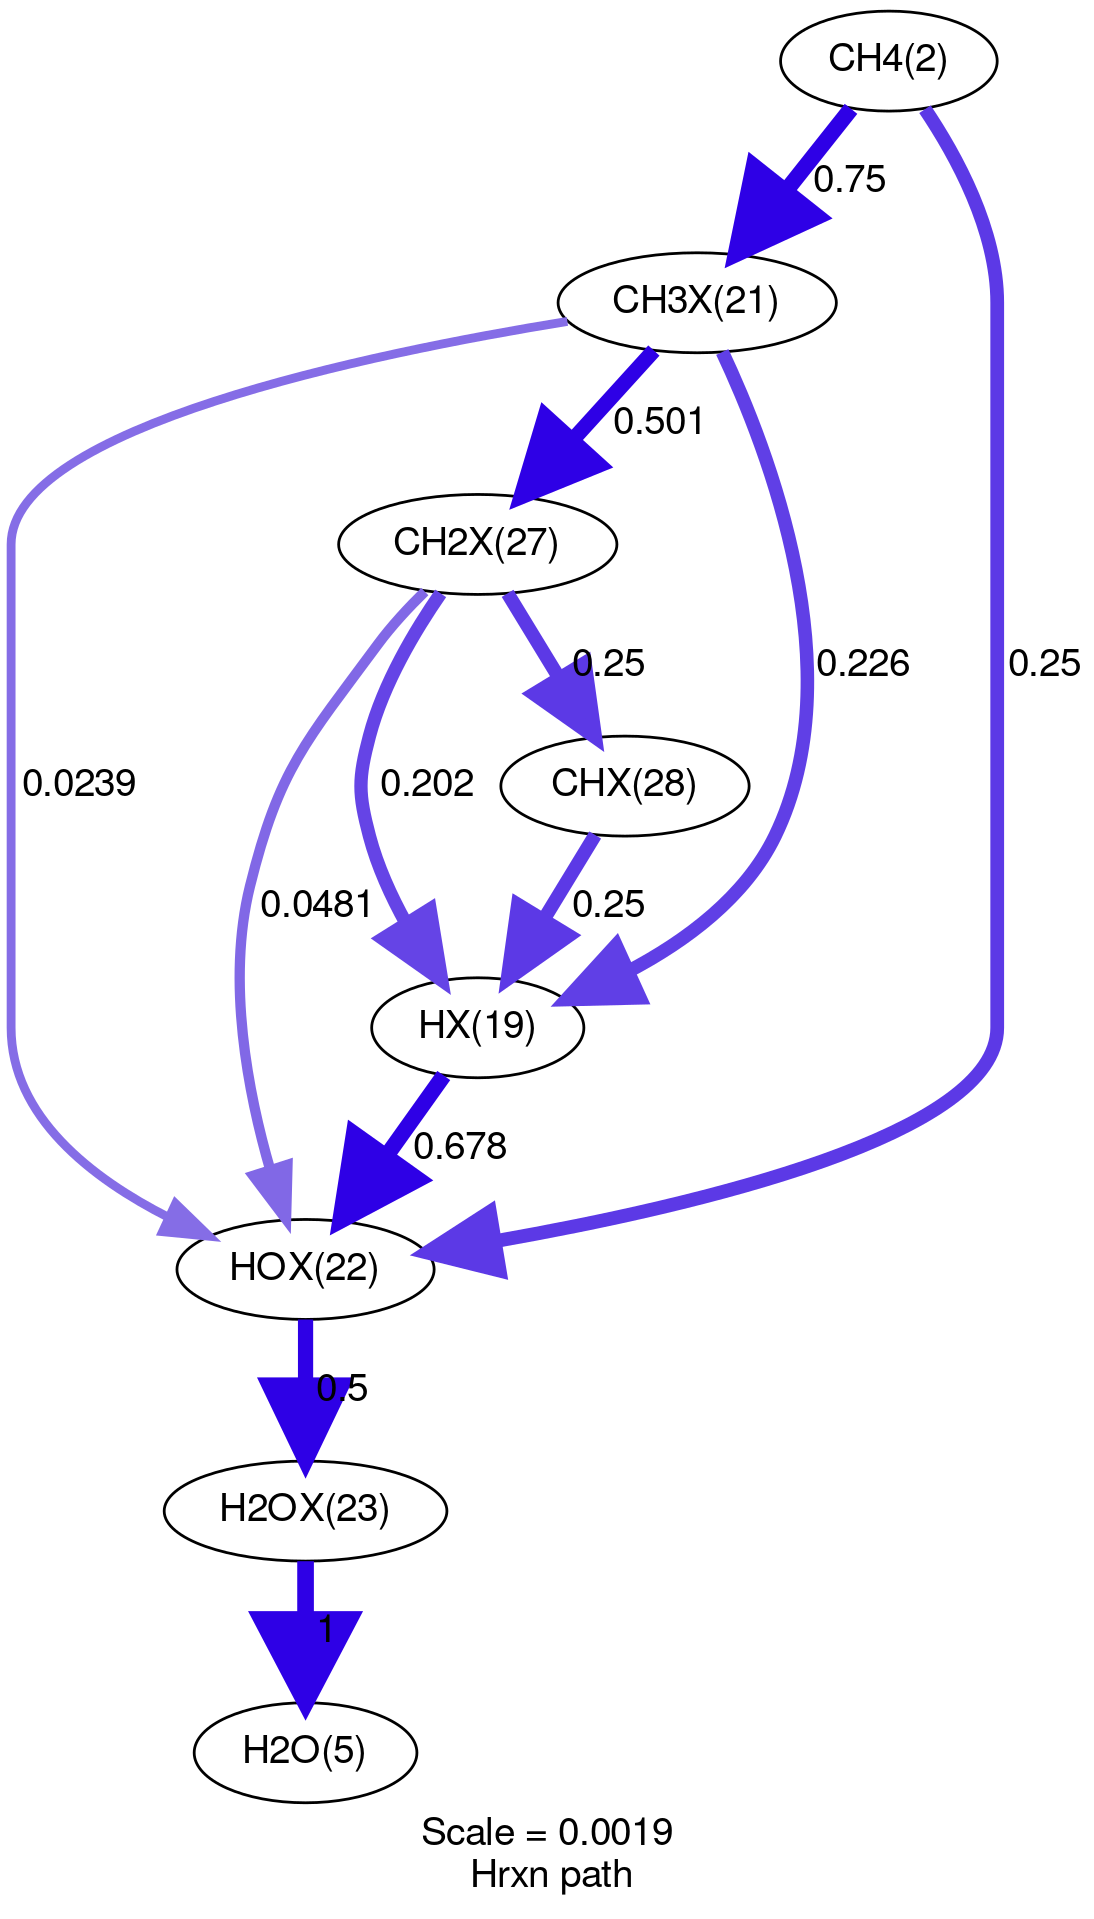 CH4(2)
0.75
CH3X(21)
0.501
CH2X(27)
0.25
0.226
0.25
0.0239
0.202
CHX(28)
0.0481
0.25
HX(19)
0.678
HOX(22)
0.5
H2OX(23)
1
H2O(5)
Scale = 0.0019
Hrxn path